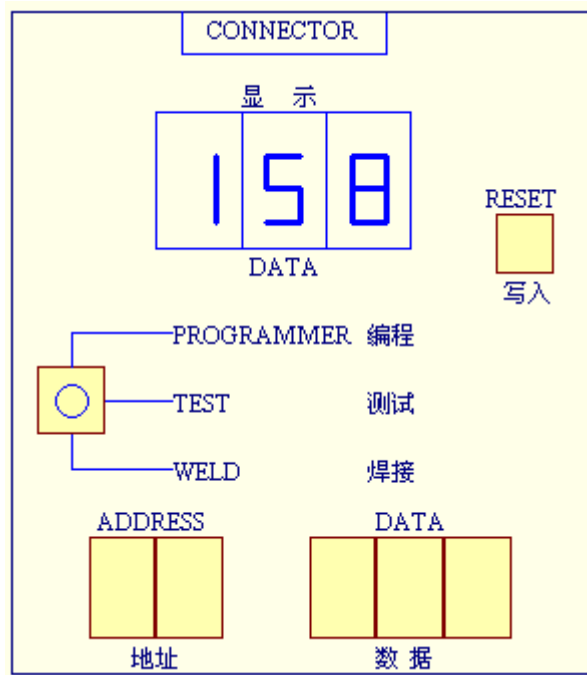 CONNECTOR
显 示
158
DATA
RESET
写入
PROGRAMMER 编程
TEST 测试
WELD 焊接
ADDRESS DATA
地址 数 据